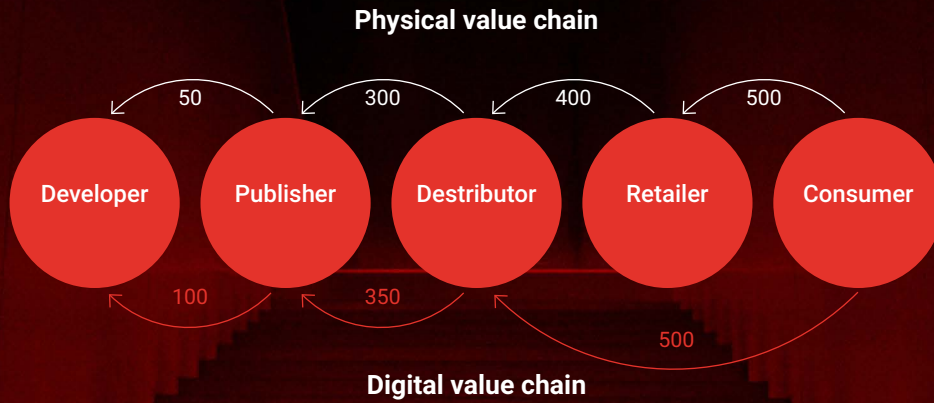 Physical value chain
50
300
400
500
Developer
Publisher
Destributor
Retailer
Consumer
100
350
500
Digital value chain